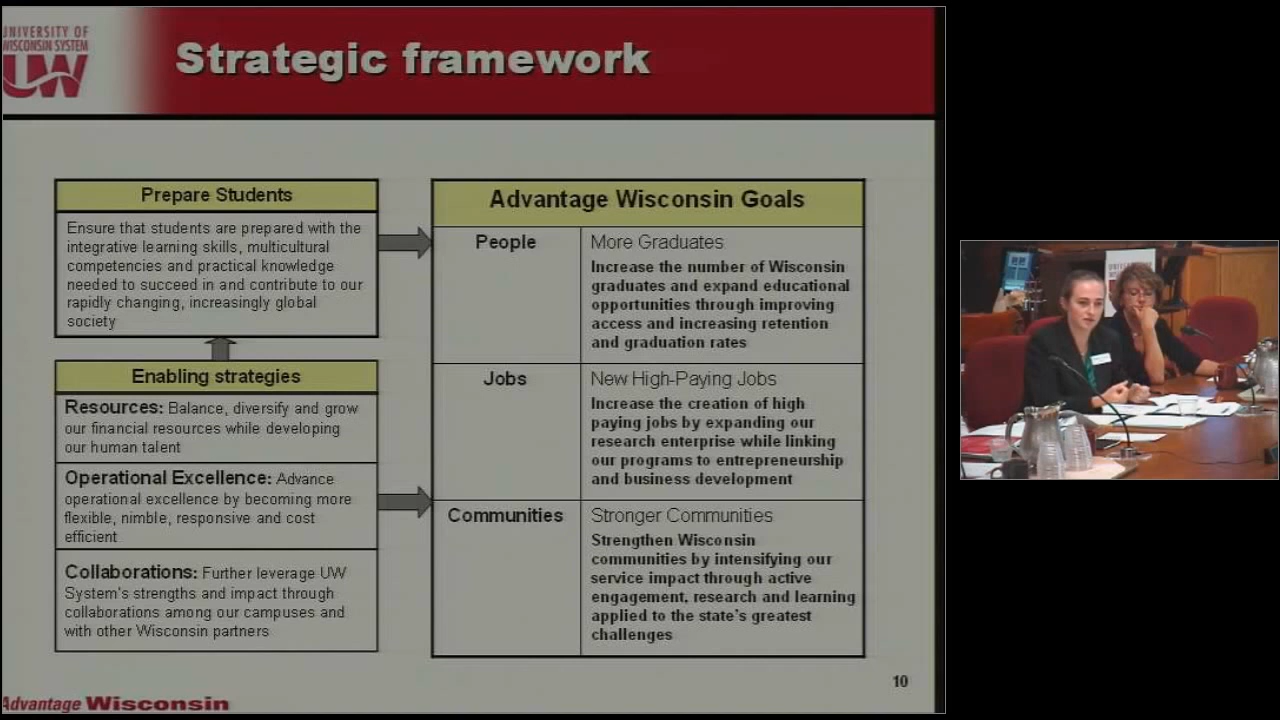 UNIVERSITY OF
WISCONSIN SYSTEM
UW
Strategic framework
Prepare Students
Ensure that students are prepared with the
integrative learning skills, multicultural
competencies and practical knowledge
needed to succeed in and contribute to our
rapidly changing, increasingly global
society
Enabling strategies
Resources: Balance, diversify and grow
our financial resources while developing
our human talent
Operational Excellence: Advance
operational excellence by becoming more
flexible, nimble, responsive and cost
efficient
Collaborations: Further leverage UW
System's strengths and impact through
collaborations among our campuses and
with other Wisconsin partners
Advantage Wisconsin Goals
People
More Graduates
Increase the number of Wisconsin
graduates and expand educational
opportunities through improving
access and increasing retention
and graduation rates
Jobs
New High-Paying Jobs
Increase the creation of high
paying jobs by expanding our
research enterprise while linking
our programs to entrepreneurship
and business development
Communities
Stronger Communities
Strengthen Wisconsin
communities by intensifying our
service impact through active
engagement, research and learning
applied to the state's greatest
challenges
10
Advantage Wisconsin